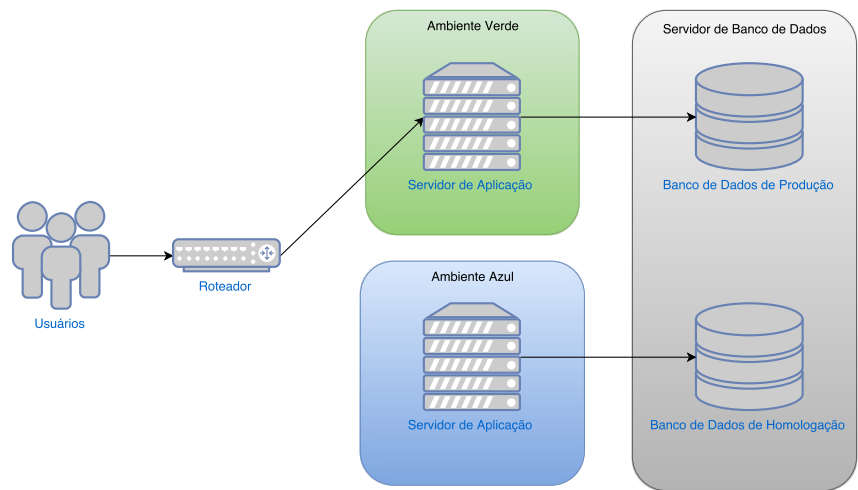 Ambiente Verde
Servidor de Banco de Dados
Servidor de Aplicação
Banco de Dados de Produção
Ambiente Azul
Roteador
Usuários
Servidor de Aplicação
Banco de Dados de Homologação